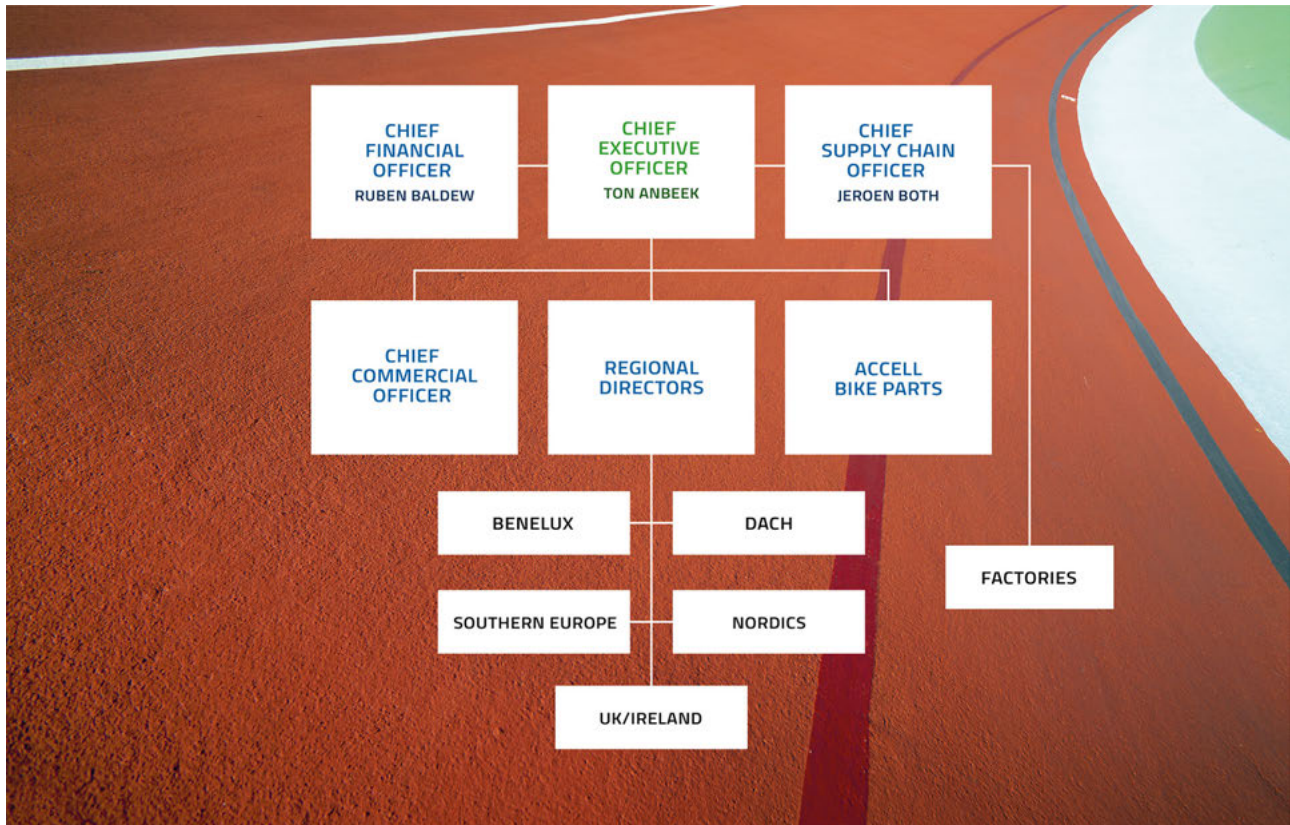 CHIEF
FINANCIAL
OFFICER
RUBEN BALDEW
CHIEF
EXECUTIVE
OFFICER
TON ANBEEK
CHIEF
SUPPLY CHAIN
OFFICER
JEROEN BOTH
CHIEF
COMMERCIAL
OFFICER
REGIONAL
DIRECTORS
ACCELL
BIKE PARTS
BENELUX
DACH
FACTORIES
SOUTHERN EUROPE
NORDICS
UK/IRELAND